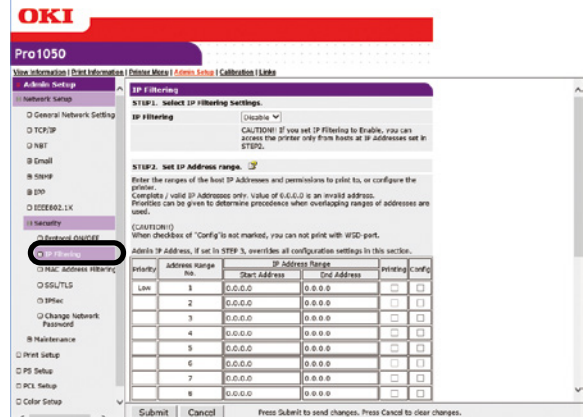 OKI
Pro1050
View Information | Print Information | Printer Menu | Admin Setup | Calibration | Links
Admin Setup
Network Setup
General Network Setting
TCP/IP
NBT
Email
SNMP
IPP
IEEE802.1X
Security
Protocol ON/OFF
IP Filtering
MAC Address Filtering
SSL/TLS
IPSec
Change Network
Password
Maintenance
Print Setup
PS Setup
PCL Setup
Color Setup
IP Filtering
STEP1. Select IP Filtering Settings.
IP Filtering Disable
CAUTION!! If you set IP Filtering to Enable, you can
access the printer only from hosts at IP Addresses set in
STEP2.
STEP2. Set IP Address range.
Enter the ranges of the host IP Addresses and permissions to print to, or configure the
printer.
Complete / valid IP Addresses only. Value of 0.0.0.0 is an invalid address.
Priorities can be given to determine precedence when overlapping ranges of addresses are
used.
(CAUTION!!)
When checkbox of "Config"is not marked, you can not print with WSD-port.
Admin IP Address, if set in STEP 3, overrides all configuration settings in this section.
Priority Address Range No. IP Address Range Printing Config
Start Address End Address
Low 1 0.0.0.0 0.0.0.0
2 0.0.0.0 0.0.0.0
3 0.0.0.0 0.0.0.0
4 0.0.0.0 0.0.0.0
5 0.0.0.0 0.0.0.0
6 0.0.0.0 0.0.0.0
7 0.0.0.0 0.0.0.0
8 0.0.0.0 0.0.0.0
Submit Cancel Press Submit to send changes. Press Cancel to clear changes.